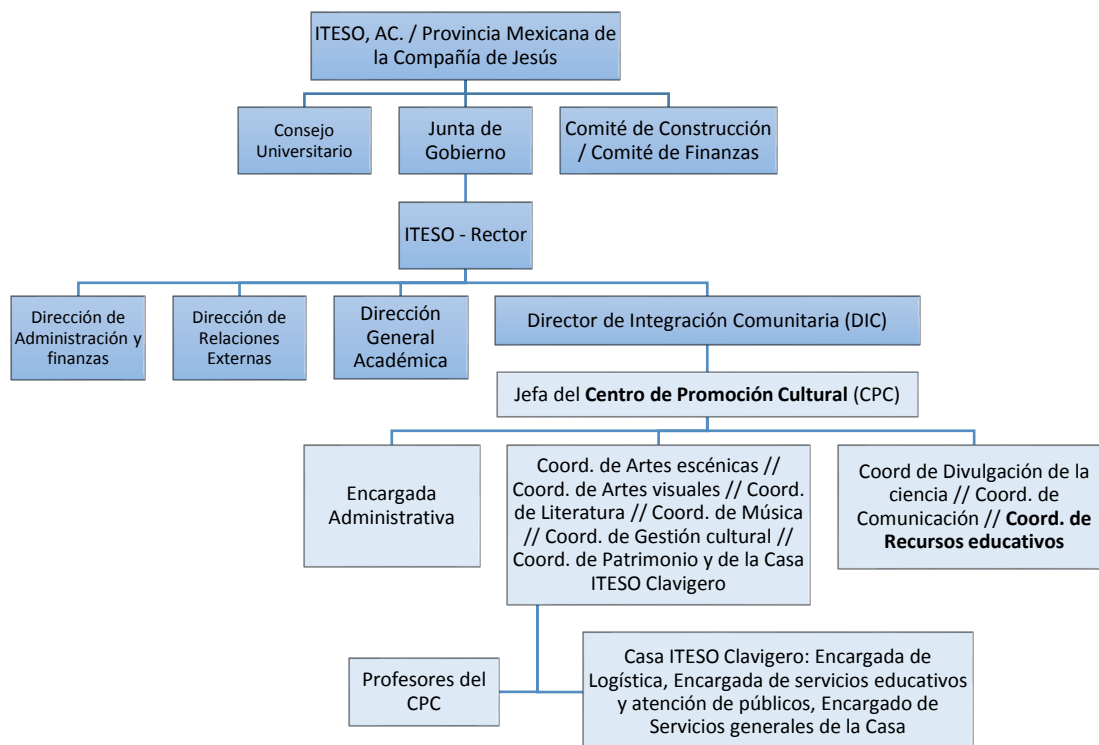 ITESO, AC. / Provincia Mexicana de
la Compañía de Jesús
Consejo
Universitario
Junta de
Gobierno
Comité de Construcción
/ Comité de Finanzas
ITESO - Rector
Dirección de
Administración y
finanzas
Dirección de
Relaciones
Externas
Dirección
General
Académica
Director de Integración Comunitaria (DIC)
Jefa del Centro de Promoción Cultural (CPC)
Encargada
Administrativa
Coord. de Artes escénicas //
Coord. de Artes visuales // Coord.
de Literatura // Coord. de Música
// Coord. de Gestión cultural //
Coord. de Patrimonio y de la Casa
ITESO Clavigero
Coord de Divulgación de la
ciencia // Coord. de
Comunicación // Coord. de
Recursos educativos
Profesores del
CPC
Casa ITESO Clavigero: Encargada de
Logística, Encargada de servicios educativos
y atención de públicos, Encargado de
Servicios generales de la Casa